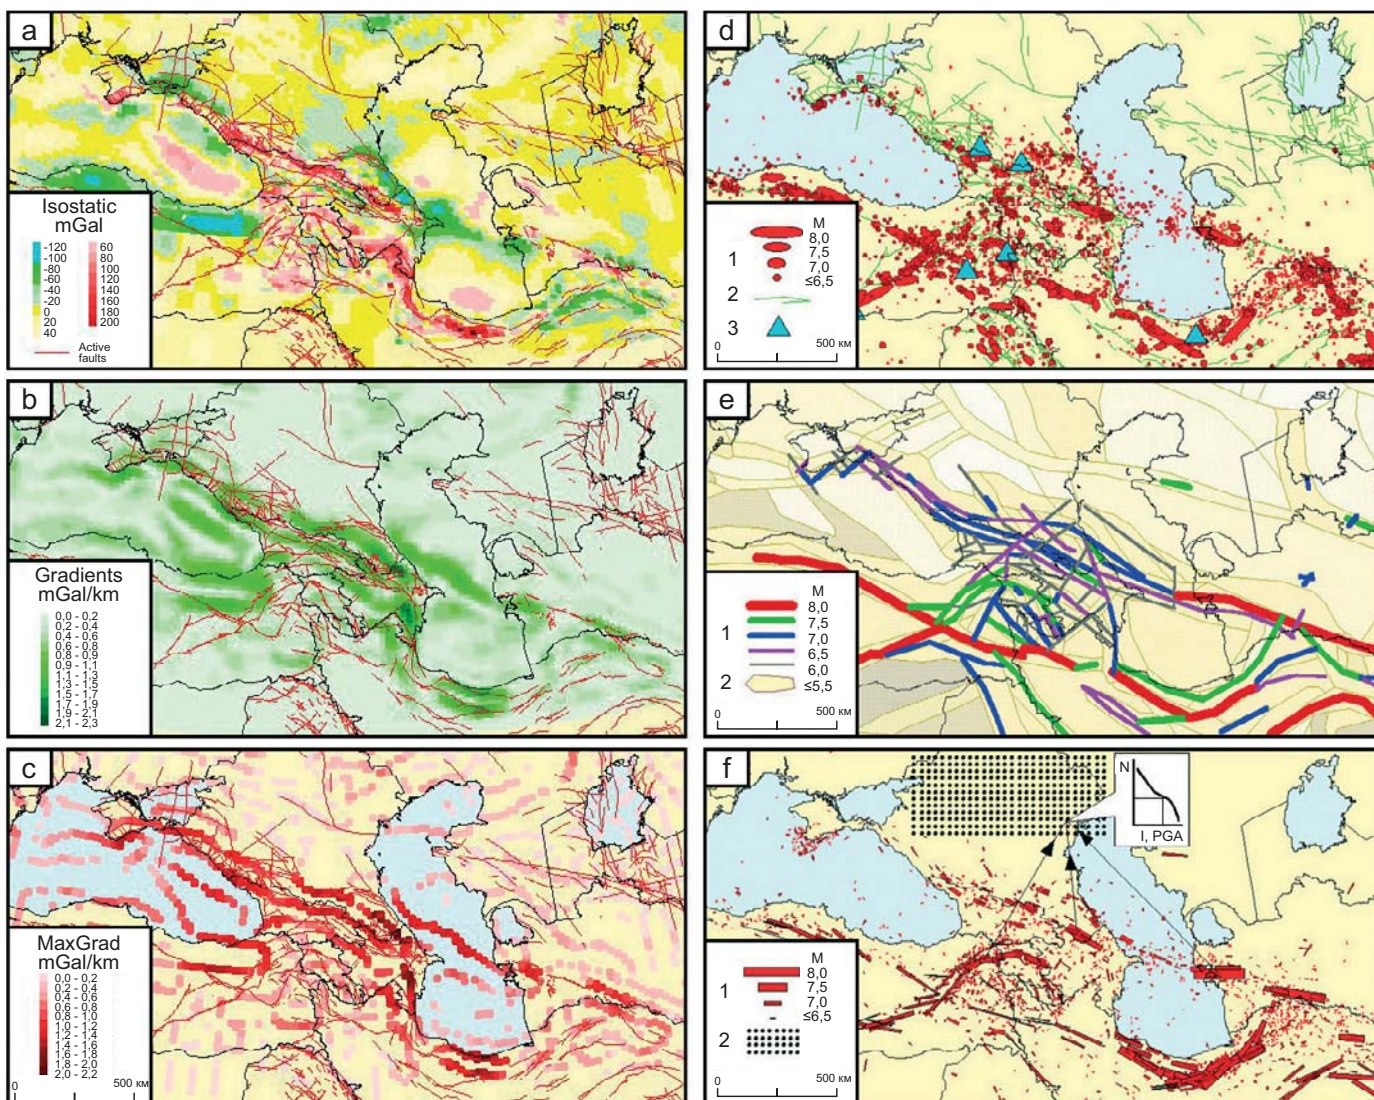 a
Isostatic
mGal
-120
-100
-80
-60
-40
-20
0
20
40
60
80
100
120
140
160
180
200
Active
faults
b
Gradients
mGal/km
0,0 - 0,2
0,2 - 0,4
0,4 - 0,6
0,6 - 0,8
0,8 - 0,9
0,9 - 1,1
1,1 - 1,3
1,3 - 1,5
1,5 - 1,7
1,7 - 1,9
1,9 - 2,1
2,1 - 2,3
c
MaxGrad
mGal/km
0,0 - 0,2
0,2 - 0,4
0,4 - 0,6
0,6 - 0,8
0,8 - 1,0
1,0 - 1,2
1,2 - 1,4
1,4 - 1,6
1,6 - 1,8
1,8 - 2,0
2,0 - 2,2
0 500 км
d
M
8,0
7,5
7,0
≤6,5
1
2
3
0 500 км
e
M
8,0
7,5
7,0
6,5
6,0
≤5,5
1
2
0 500 км
f
N
I, PGA
M
8,0
7,5
7,0
≤6,5
1
2
0 500 км